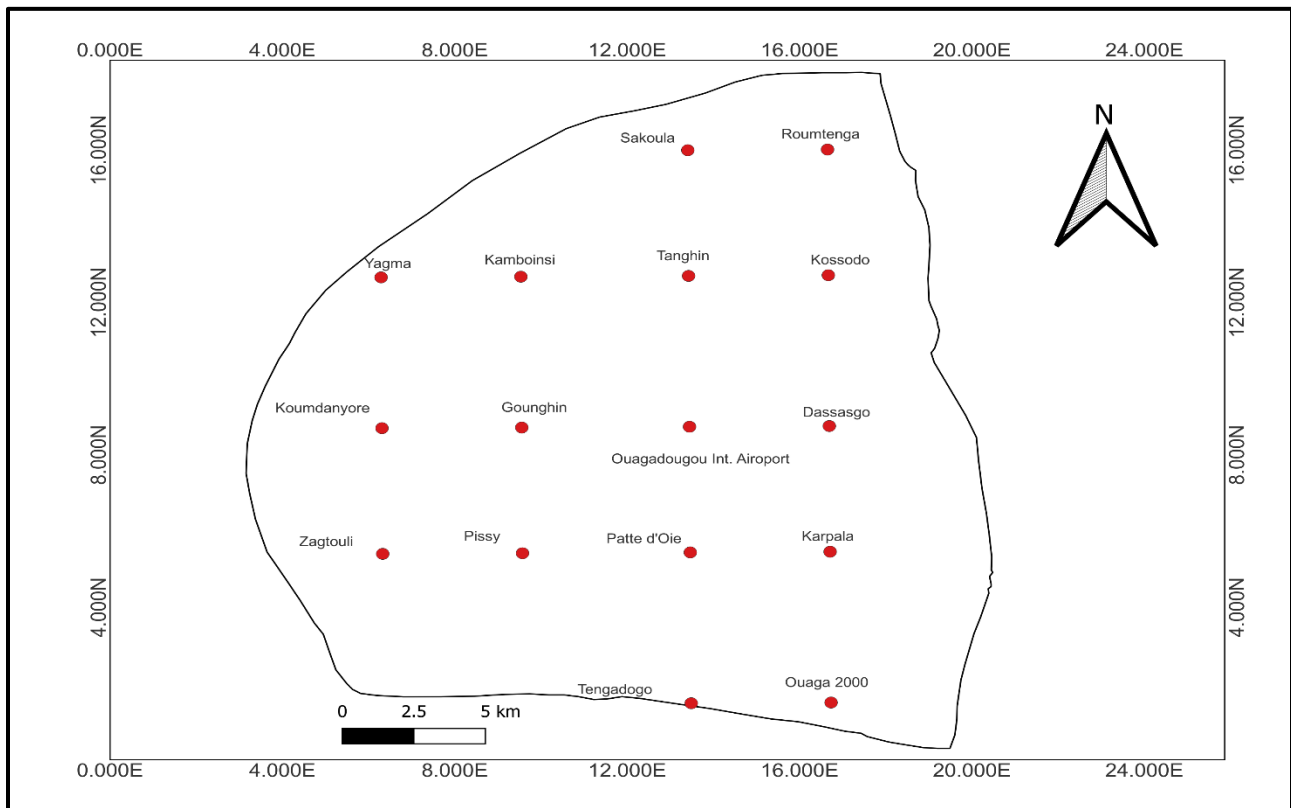 0.000E 4.000E 8.000E 12.000E 16.000E 20.000E 24.000E
N
Sakoula Roumtenga
16.000N 16.000N
Yagma Kamboinsi Tanghin Kossodo
12.000N 12.000N
Koumdanyore Gounghin Dassasgo
8.000N 8.000N
Ouagadougou Int. Airoport
Zagtouli Pissy Patte d'Oie Karpala
4.000N 4.000N
Tengadogo Ouaga 2000
0 2.5 5 km
0.000E 4.000E 8.000E 12.000E 16.000E 20.000E 24.000E